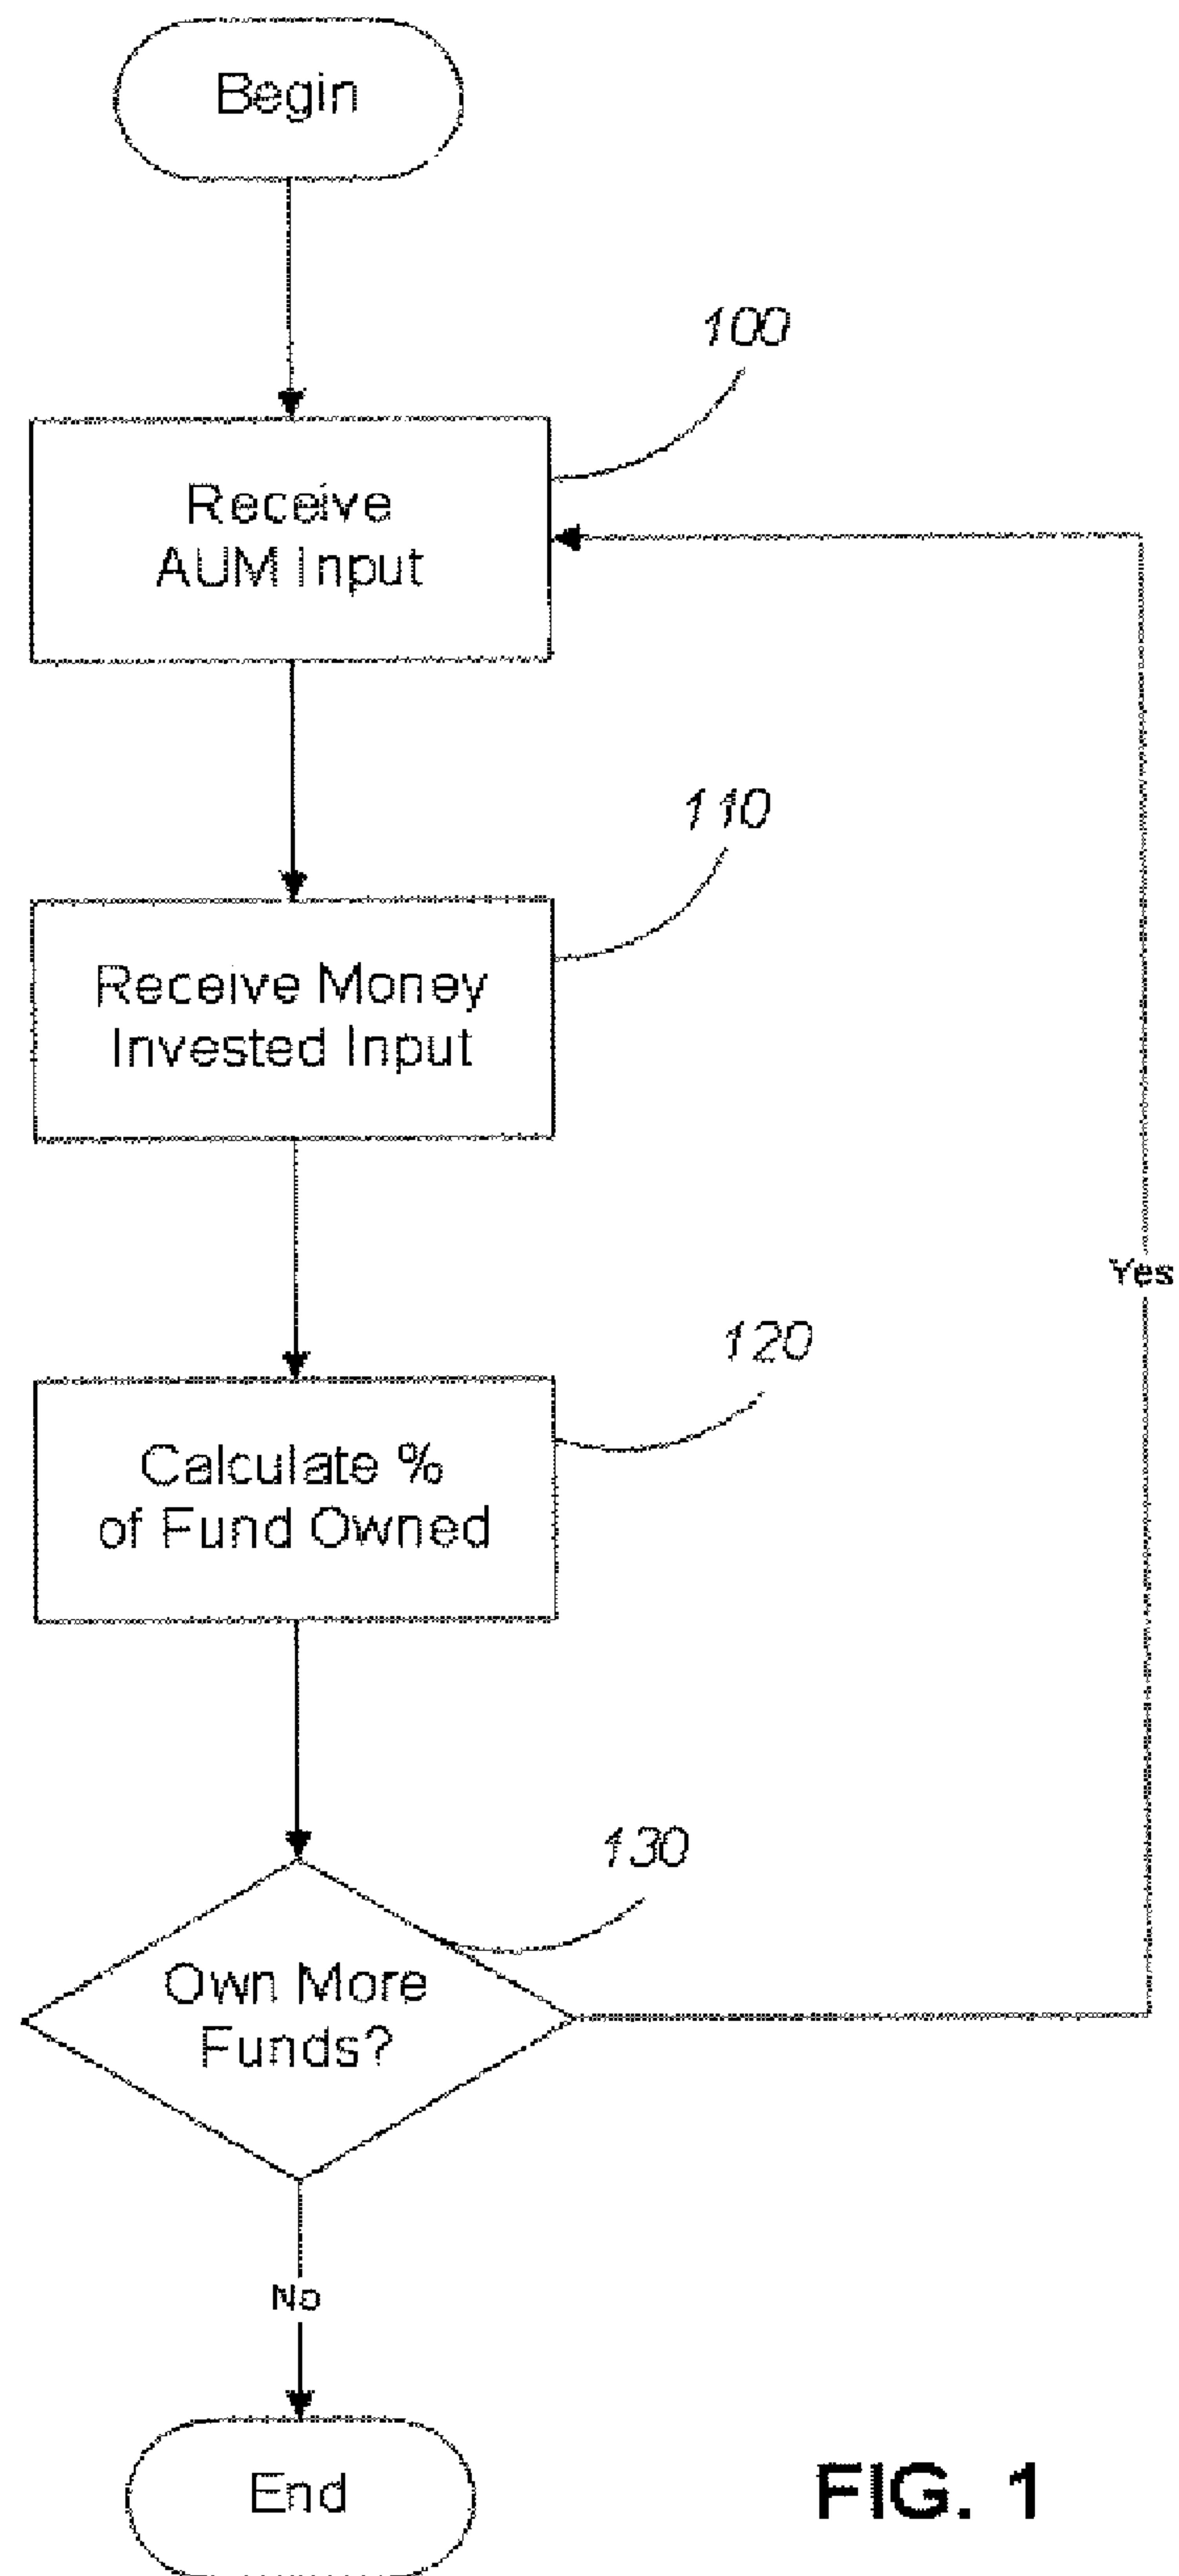 Begin
100
Receive
AUM Input
110
Receive Money
Invested Input
Yes
120
Calculate %
of Fund Owned
130
Own More
Funds?
No
End
FIG. 1